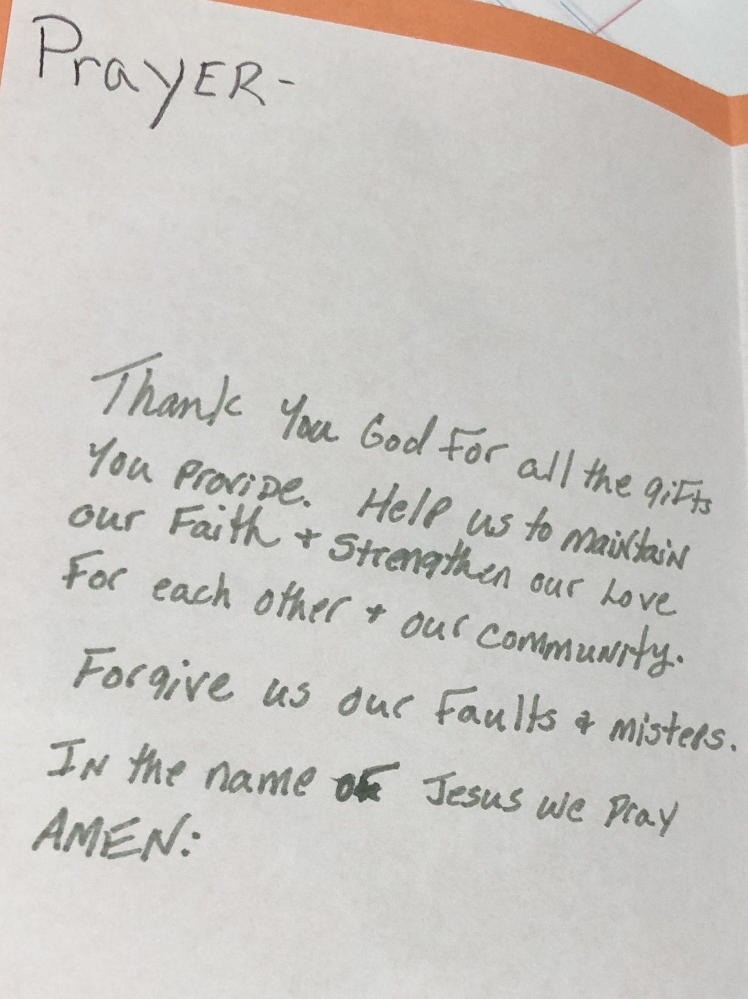 PrayER-
Thank You God For all the giFts
You ProviDe. Help us to maiNtaiN
our Faith + Strengthen our Love
For each other + our commuNity.
Forgive us our Faults & misteps.
IN the name oF Jesus we Pray
AMEN: